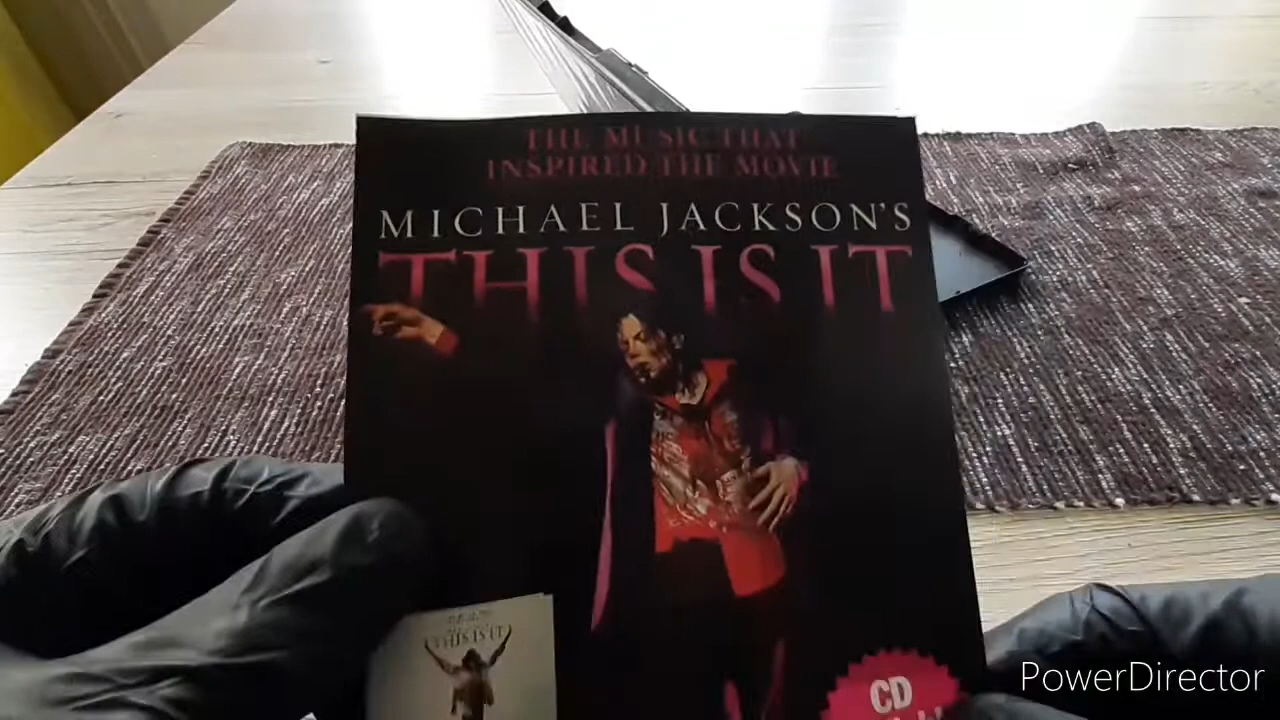 THE MUSIC THAT
INSPIRED THE MOVIE
MICHAEL JACKSON'S
THIS IS IT
THIS IS IT
CD
PowerDirector